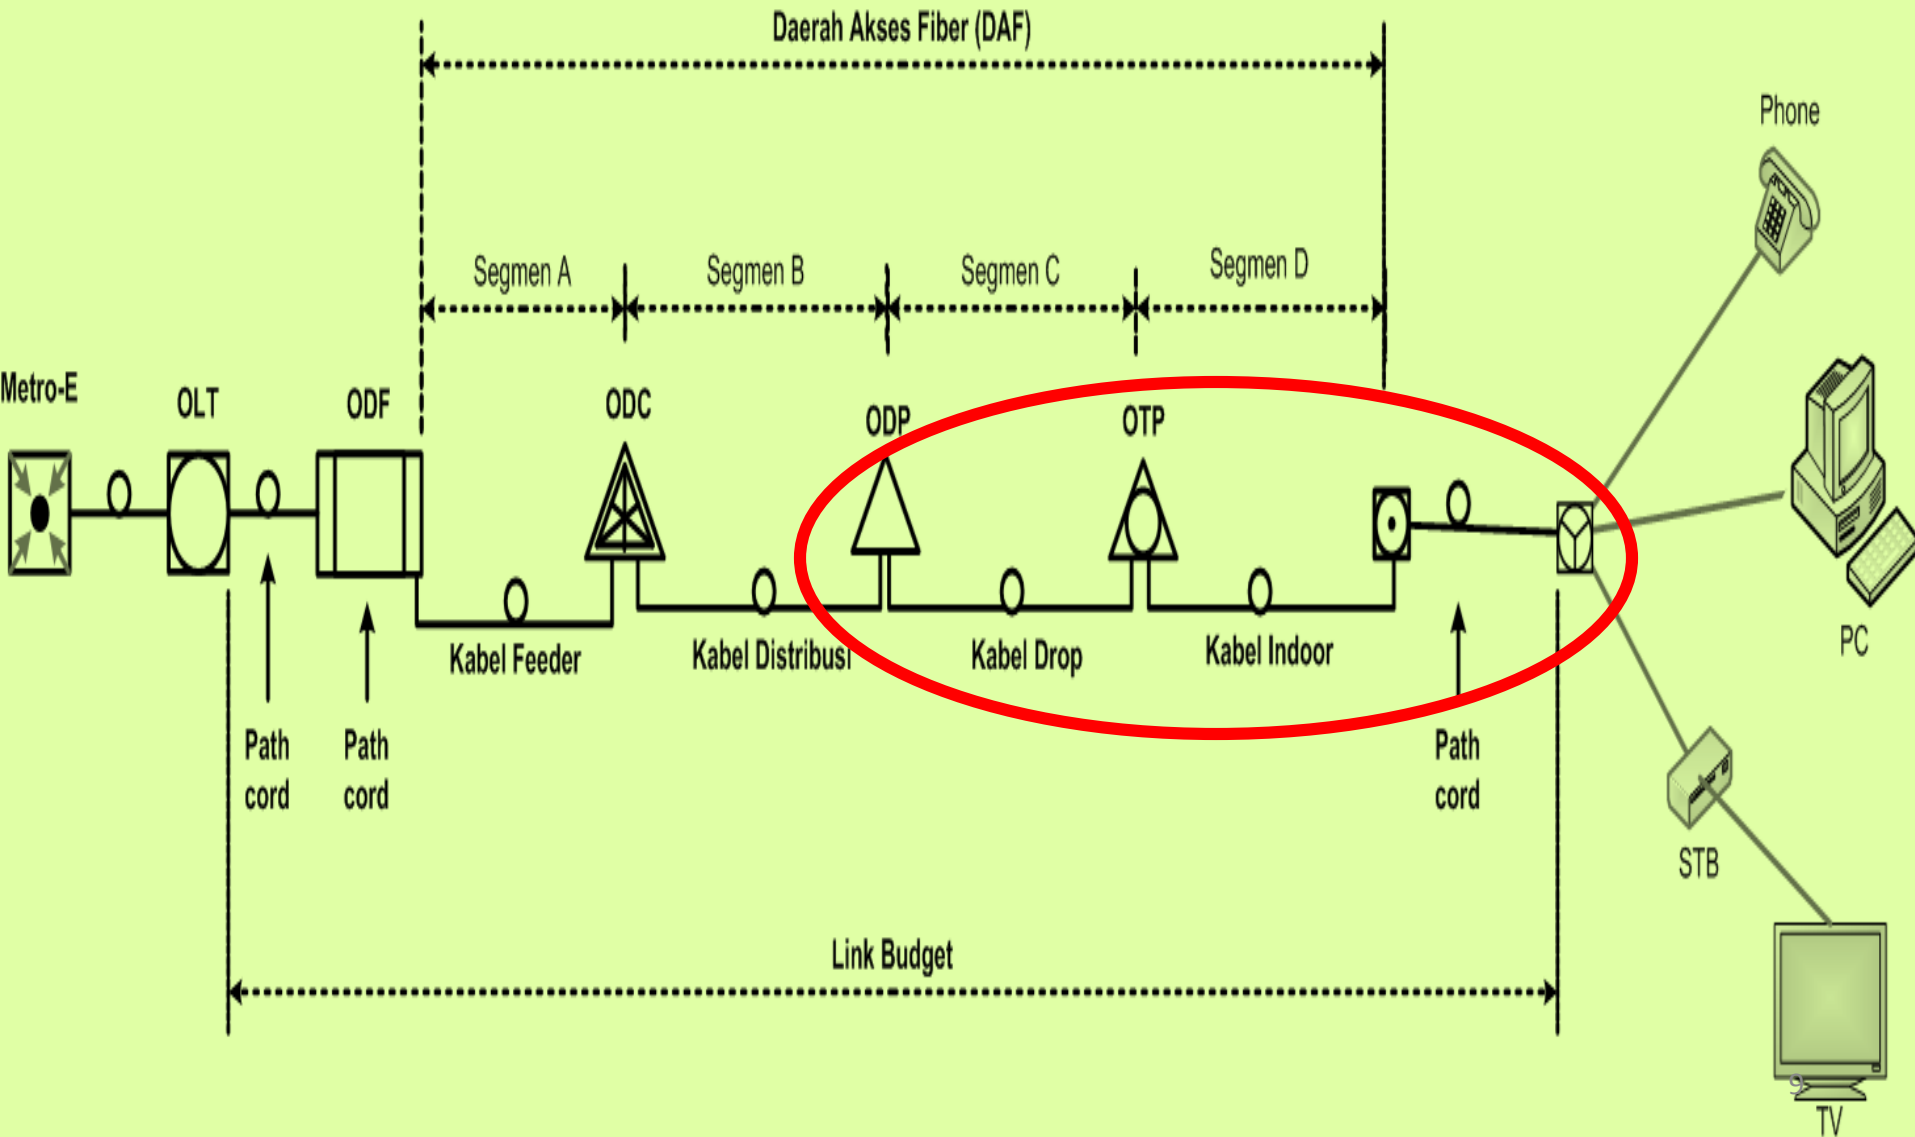 Daerah Akses Fiber (DAF)
Phone
Segmen A
Segmen B
Segmen C
Segmen D
Metro-E
OLT
ODF
ODC
ODP
OTP
Kabel Feeder
Kabel Distribusi
Kabel Drop
Kabel Indoor
PC
Path
cord
Path
cord
Path
cord
STB
Link Budget
9
TV